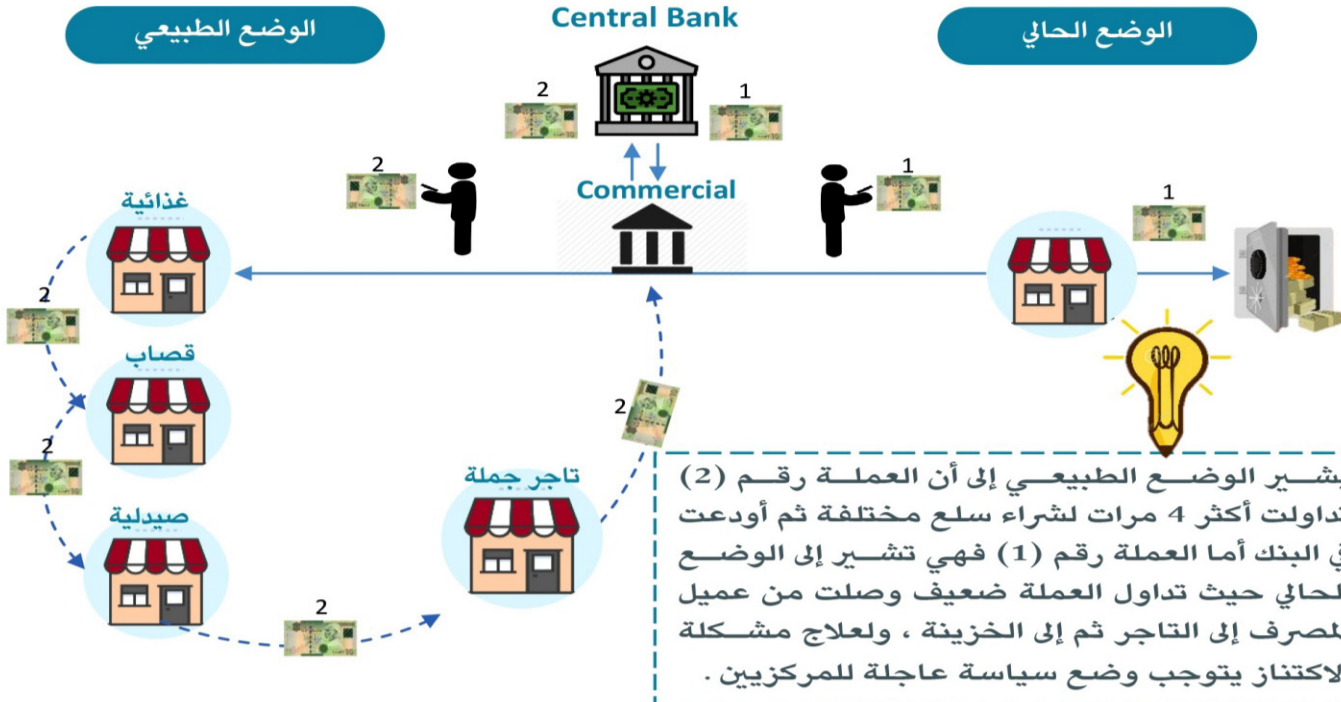 الوضع الطبيعي
Central Bank
الوضع الحالي
2
1
2
1
Commercial
1
غذائية
2
قصاب
2
صيدلية
2
تاجر جملة
2
يشير الوضع الطبيعي إلى أن العملة رقم (2)
تداولت أكثر 4 مرات لشراء سلع مختلفة ثم أودعت
في البنك أما العملة رقم (1) فهي تشير إلى الوضع
الحالي حيث تداول العملة ضعيف وصلت من عميل
المصرف إلى التاجر ثم إلى الخزينة ، ولعلاج مشكلة
الاكتناز يتوجب وضع سياسة عاجلة للمركزيين .